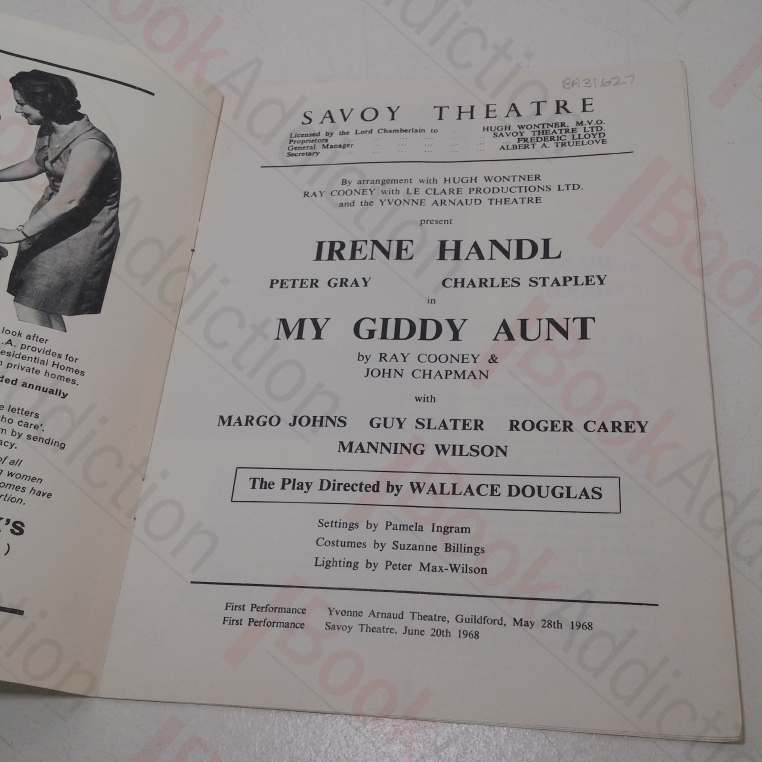 look after
.A. provides for
esidential Homes
n private homes.
ded annually
e letters
ho care'.
m by sending
acy.
of all
n women
omes have
ortion.
'S
)
BA31627
SAVOY THEATRE
Licensed by the Lord Chamberlain to HUGH WONTNER, M.V.O.
Proprietors ... ... ... ... ... SAVOY THEATRE LTD.
General Manager ... ... ... ... FREDERIC LLOYD
Secretary ... ... ... ... ... ALBERT A. TRUELOVE
By arrangement with HUGH WONTNER
RAY COONEY with LE CLARE PRODUCTIONS LTD.
and the YVONNE ARNAUD THEATRE
present
IRENE HANDL
PETER GRAY CHARLES STAPLEY
in
MY GIDDY AUNT
by RAY COONEY &
JOHN CHAPMAN
with
MARGO JOHNS GUY SLATER ROGER CAREY
MANNING WILSON
The Play Directed by WALLACE DOUGLAS
Settings by Pamela Ingram
Costumes by Suzanne Billings
Lighting by Peter Max-Wilson
First Performance Yvonne Arnaud Theatre, Guildford, May 28th 1968
First Performance Savoy Theatre, June 20th 1968
BookAddiction